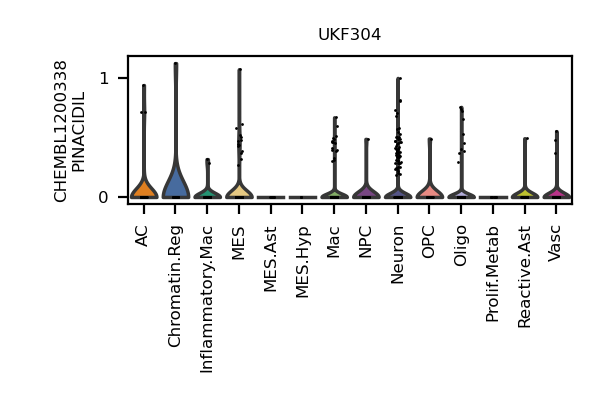 UKF304
CHEMBL1200338
PINACIDIL
1
0
AC
Chromatin.Reg
Inflammatory.Mac
MES
MES.Ast
MES.Hyp
Mac
NPC
Neuron
OPC
Oligo
Prolif.Metab
Reactive.Ast
Vasc